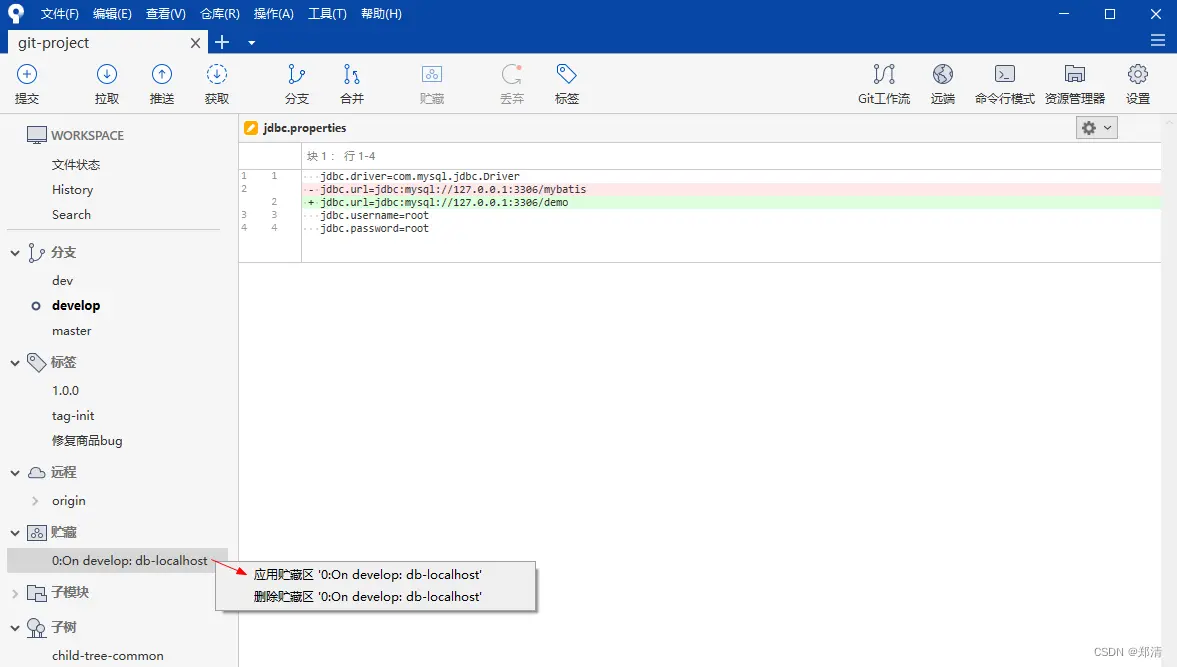 文件(F) 编辑(E) 查看(V) 仓库(R) 操作(A) 工具(T) 帮助(H)
git-project
提交 拉取 推送 获取 分支 合并 贮藏 丢弃 标签 Git工作流 远端 命令行模式 资源管理器 设置
WORKSPACE
文件状态
History
Search
分支
dev
develop
master
标签
1.0.0
tag-init
修复商品bug
远程
origin
贮藏
0:On develop: db-localhost
子模块
子树
child-tree-common
jdbc.properties
块 1： 行 1-4
1 1 jdbc.driver=com.mysql.jdbc.Driver
2 - jdbc.url=jdbc:mysql://127.0.0.1:3306/mybatis
2 + jdbc.url=jdbc:mysql://127.0.0.1:3306/demo
3 3 jdbc.username=root
4 4 jdbc.password=root
应用贮藏区 '0:On develop: db-localhost'
删除贮藏区 '0:On develop: db-localhost'
CSDN @郑清